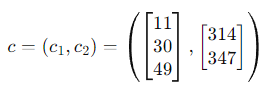 c = (c₁, c₂) = ([11 30 49], [314 347])